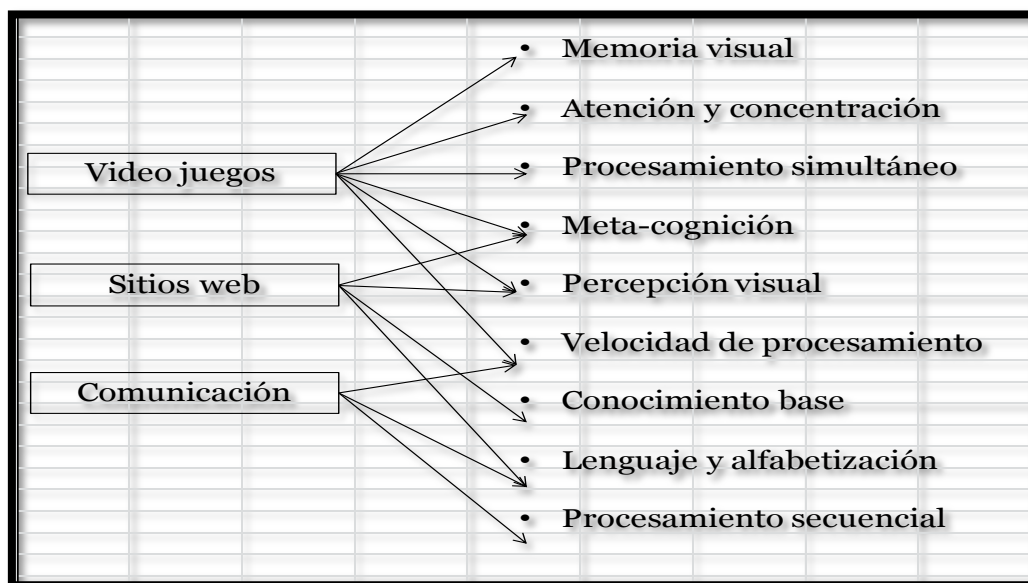 Video juegos
Sitios web
Comunicación
• Memoria visual
• Atención y concentración
• Procesamiento simultáneo
• Meta-cognición
• Percepción visual
• Velocidad de procesamiento
• Conocimiento base
• Lenguaje y alfabetización
• Procesamiento secuencial